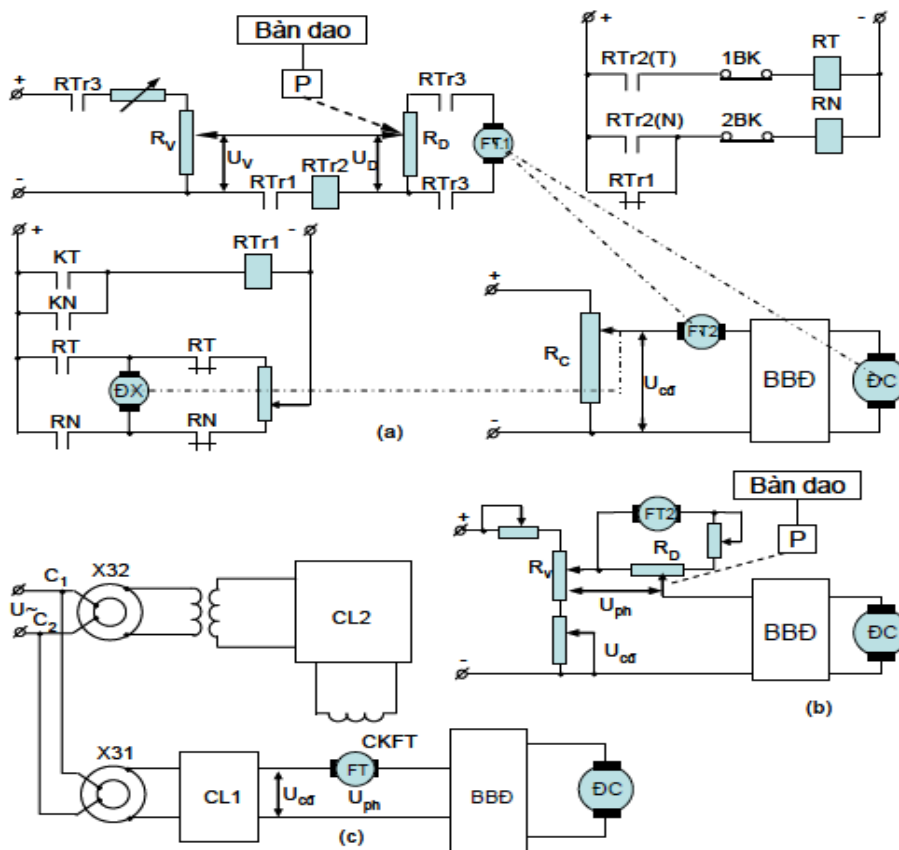 Bàn dao
P
+
-
RTr3
RTr3
R_V
U_V
U_D
R_D
FT1
RTr1
RTr2
RTr3
-
+
-
RTr2(T)
1BK
RT
RTr2(N)
2BK
RN
RTr1
+
-
KT
RTr1
KN
RT
RT
ĐX
RN
RN
(a)
+
R_C
U_cđ
FT2
BBĐ
ĐC
-
Bàn dao
P
+
FT2
R_D
R_V
U_ph
U_cđ
BBĐ
ĐC
-
(b)
C_1
X32
U~
C_2
CL2
X31
CL1
CKFT
FT
U_cđ
U_ph
BBĐ
ĐC
(c)